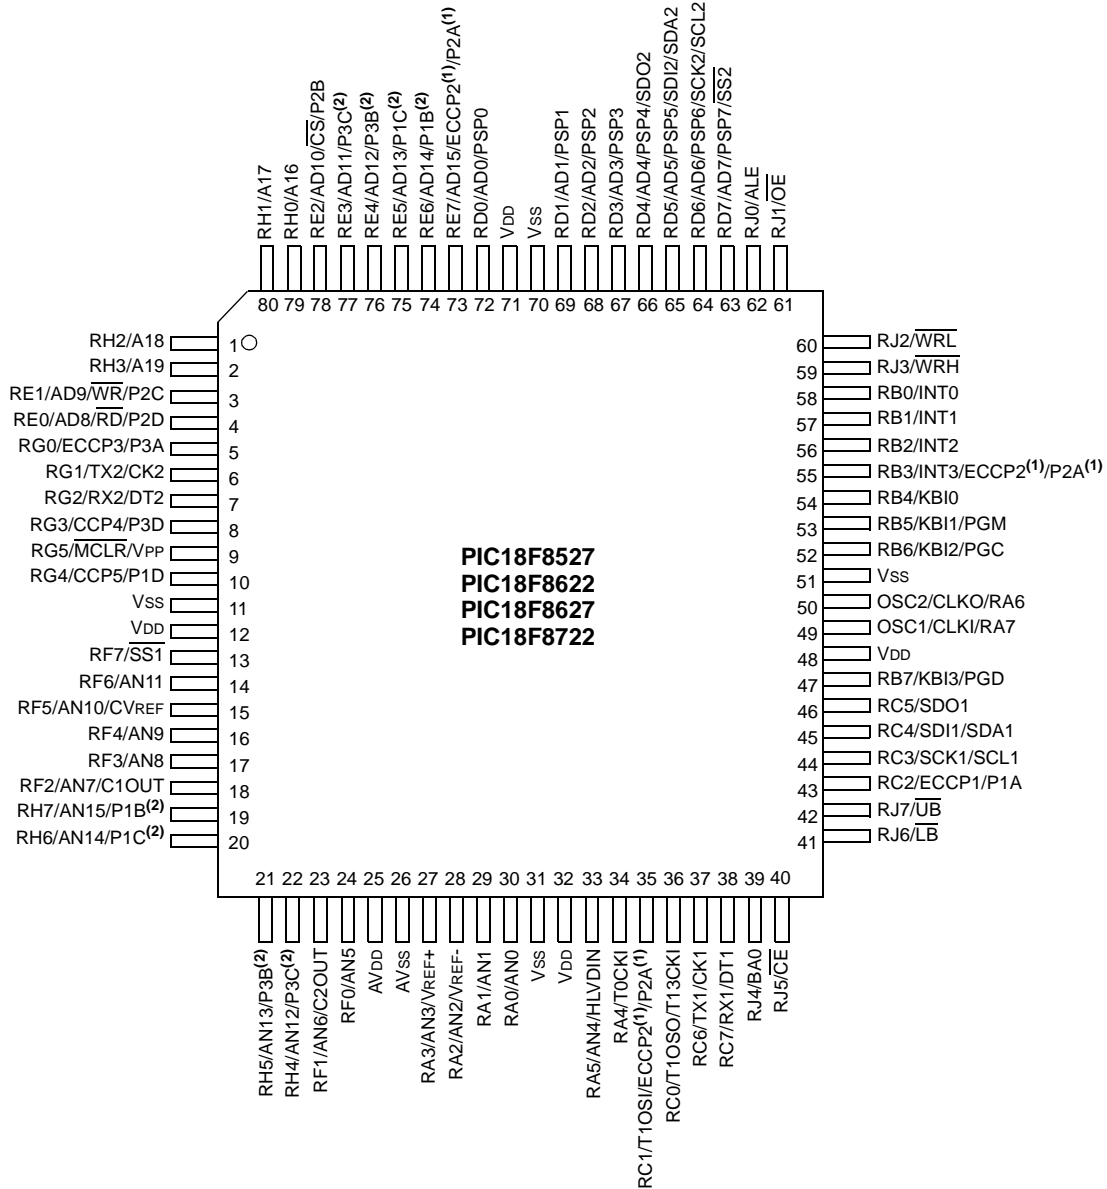 RH1/A17
RH0/A16
RE2/AD10/CS/P2B
RE3/AD11/P3C(2)
RE4/AD12/P3B(2)
RE5/AD13/P1C(2)
RE6/AD14/P1B(2)
RE7/AD15/ECCP2(1)/P2A(1)
RD0/AD0/PSP0
VDD
VSS
RD1/AD1/PSP1
RD2/AD2/PSP2
RD3/AD3/PSP3
RD4/AD4/PSP4/SDO2
RD5/AD5/PSP5/SDI2/SDA2
RD6/AD6/PSP6/SCK2/SCL2
RD7/AD7/PSP7/SS2
RJ0/ALE
RJ1/OE
80 79 78 77 76 75 74 73 72 71 70 69 68 67 66 65 64 63 62 61
RH2/A18 1
RH3/A19 2
RE1/AD9/WR/P2C 3
RE0/AD8/RD/P2D 4
RG0/ECCP3/P3A 5
RG1/TX2/CK2 6
RG2/RX2/DT2 7
RG3/CCP4/P3D 8
RG5/MCLR/VPP 9
RG4/CCP5/P1D 10
VSS 11
VDD 12
RF7/SS1 13
RF6/AN11 14
RF5/AN10/CVREF 15
RF4/AN9 16
RF3/AN8 17
RF2/AN7/C1OUT 18
RH7/AN15/P1B(2) 19
RH6/AN14/P1C(2) 20
PIC18F8527
PIC18F8622
PIC18F8627
PIC18F8722
60 RJ2/WRL
59 RJ3/WRH
58 RB0/INT0
57 RB1/INT1
56 RB2/INT2
55 RB3/INT3/ECCP2(1)/P2A(1)
54 RB4/KBI0
53 RB5/KBI1/PGM
52 RB6/KBI2/PGC
51 VSS
50 OSC2/CLKO/RA6
49 OSC1/CLKI/RA7
48 VDD
47 RB7/KBI3/PGD
46 RC5/SDO1
45 RC4/SDI1/SDA1
44 RC3/SCK1/SCL1
43 RC2/ECCP1/P1A
42 RJ7/UB
41 RJ6/LB
21 22 23 24 25 26 27 28 29 30 31 32 33 34 35 36 37 38 39 40
RH5/AN13/P3B(2)
RH4/AN12/P3C(2)
RF1/AN6/C2OUT
RF0/AN5
AVDD
AVSS
RA3/AN3/VREF+
RA2/AN2/VREF-
RA1/AN1
RA0/AN0
VSS
VDD
RA5/AN4/HLVDIN
RA4/T0CKI
RC1/T1OSI/ECCP2(1)/P2A(1)
RC0/T1OSO/T13CKI
RC6/TX1/CK1
RC7/RX1/DT1
RJ4/BA0
RJ5/CE